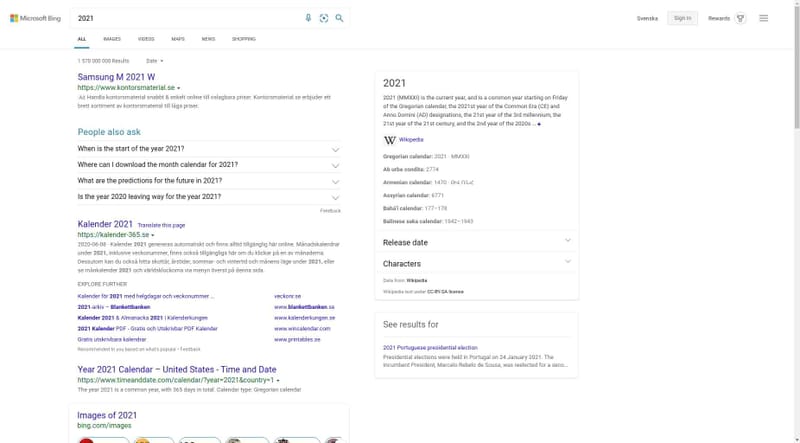 Microsoft Bing
2021
Svenska
Sign in
Rewards
ALL
IMAGES
VIDEOS
MAPS
NEWS
SHOPPING
1 570 000 000 Results
Date
Samsung M 2021 W
https://www.kontorsmaterial.se
Ad Handla kontorsmaterial snabbt & enkelt online till oslagbara priser. Kontorsmaterial.se erbjuder ett
brett sortiment av kontorsmaterial till låga priser.
People also ask
When is the start of the year 2021?
Where can I download the month calendar for 2021?
What are the predictions for the future in 2021?
Is the year 2020 leaving way for the year 2021?
Feedback
Kalender 2021 Translate this page
https://kalender-365.se
2020-06-08 · Kalender 2021 genereras automatiskt och finns alltid tillgänglig här online. Månadskalendrar
under 2021, inklusive veckonummer, finns också tillgängliga här om du klickar på en av månaderna.
Dessutom kan du också hitta skottår, årstider, sommar- och vintertid och månens läge under 2021, eller
se månkalender 2021 och världsklockorna via menyn överst på denna sida.
EXPLORE FURTHER
Kalender för 2021 med helgdagar och veckonummer ...
veckonr.se
2021-arkiv – Blankettbanken
www.blankettbanken.se
Kalender 2021 & Almanacka 2021 | Kalenderkungen
www.kalenderkungen.se
2021 Kalender PDF - Gratis och Utskrivbar PDF Kalender
www.wincalendar.com
Gratis utskrivbara kalendrar
www.printables.se
Recommended to you based on what's popular • Feedback
Year 2021 Calendar – United States - Time and Date
https://www.timeanddate.com/calendar/?year=2021&country=1
The year 2021 is a common year, with 365 days in total. Calendar type: Gregorian calendar
Images of 2021
bing.com/images
2021
2021 (MMXXI) is the current year, and is a common year starting on Friday
of the Gregorian calendar, the 2021st year of the Common Era (CE) and
Anno Domini (AD) designations, the 21st year of the 3rd millennium, the
21st year of the 21st century, and the 2nd year of the 2020s ...
W Wikipedia
Gregorian calendar: 2021 · MMXXI
Ab urbe condita: 2774
Armenian calendar: 1470 ·
Assyrian calendar: 6771
Bahá'í calendar: 177–178
Balinese saka calendar: 1942–1943
Release date
Characters
Data from: Wikipedia
Wikipedia text under CC-BY-SA license
See results for
2021 Portuguese presidential election
Presidential elections were held in Portugal on 24 January 2021. The
incumbent President, Marcelo Rebelo de Sousa, was reelected for a seco...